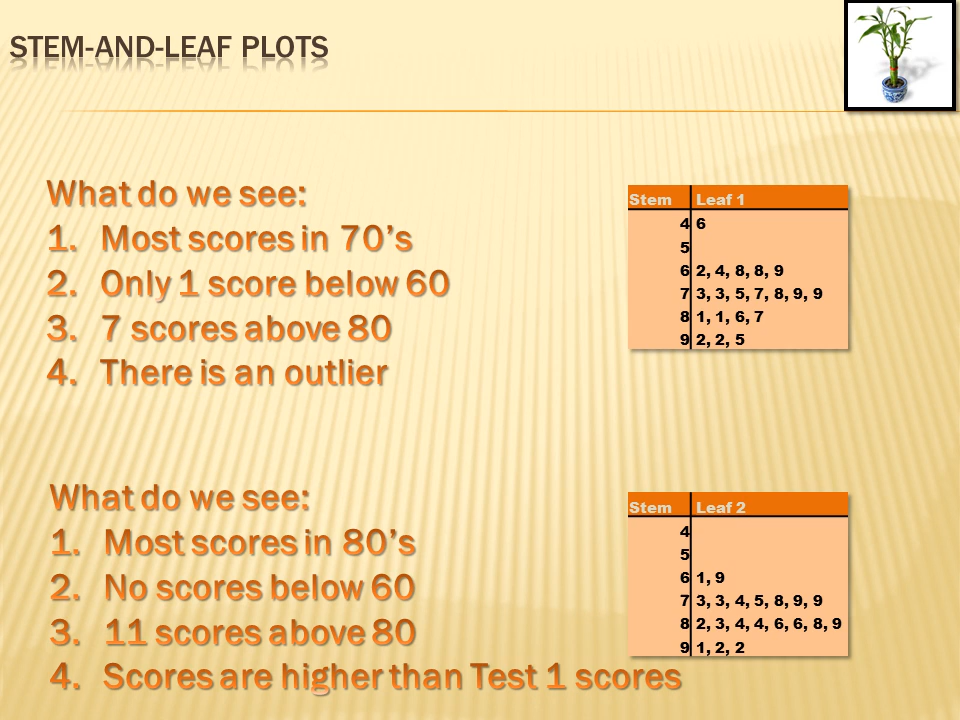 STEM-AND-LEAF PLOTS
What do we see:
1. Most scores in 70’s
2. Only 1 score below 60
3. 7 scores above 80
4. There is an outlier
Stem Leaf 1
4 6
5
6 2, 4, 8, 8, 9
7 3, 3, 5, 7, 8, 9, 9
8 1, 1, 6, 7
9 2, 2, 5
What do we see:
1. Most scores in 80’s
2. No scores below 60
3. 11 scores above 80
4. Scores are higher than Test 1 scores
Stem Leaf 2
4
5
6 1, 9
7 3, 3, 4, 5, 8, 9, 9
8 2, 3, 4, 4, 6, 6, 8, 9
9 1, 2, 2